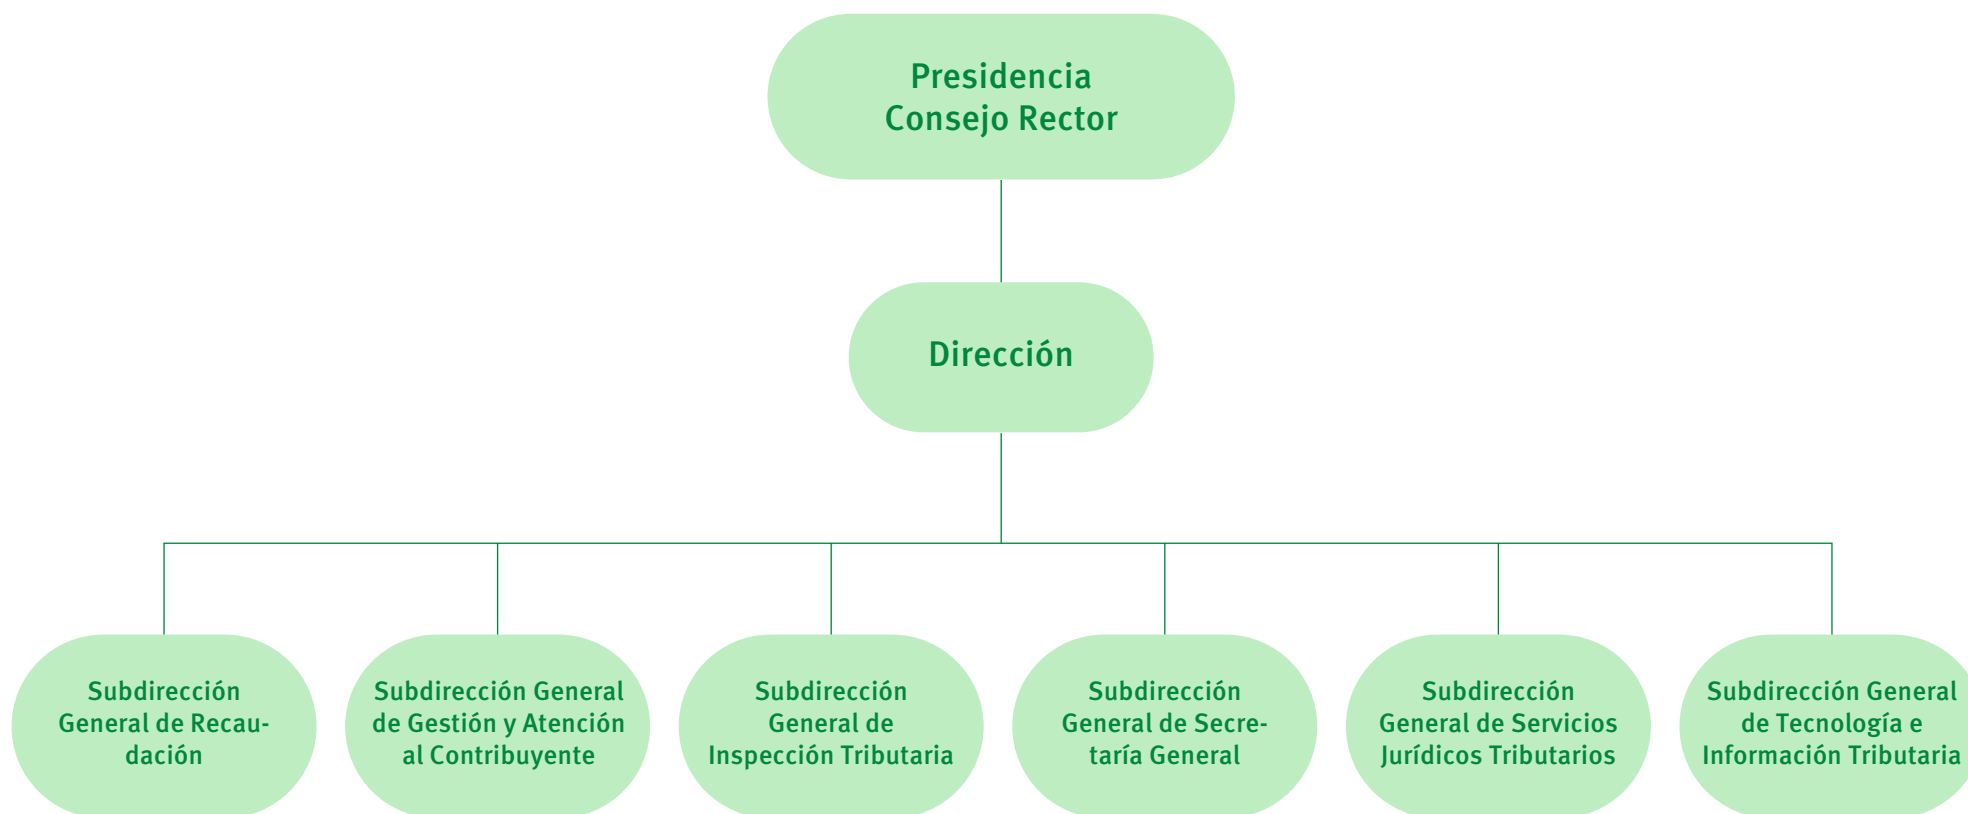 Presidencia
Consejo Rector
Dirección
Subdirección
General de Recau-
dación
Subdirección General
de Gestión y Atención
al Contribuyente
Subdirección
General de
Inspección Tributaria
Subdirección
General de Secre-
taría General
Subdirección
General de Servicios
Jurídicos Tributarios
Subdirección General
de Tecnología e
Información Tributaria